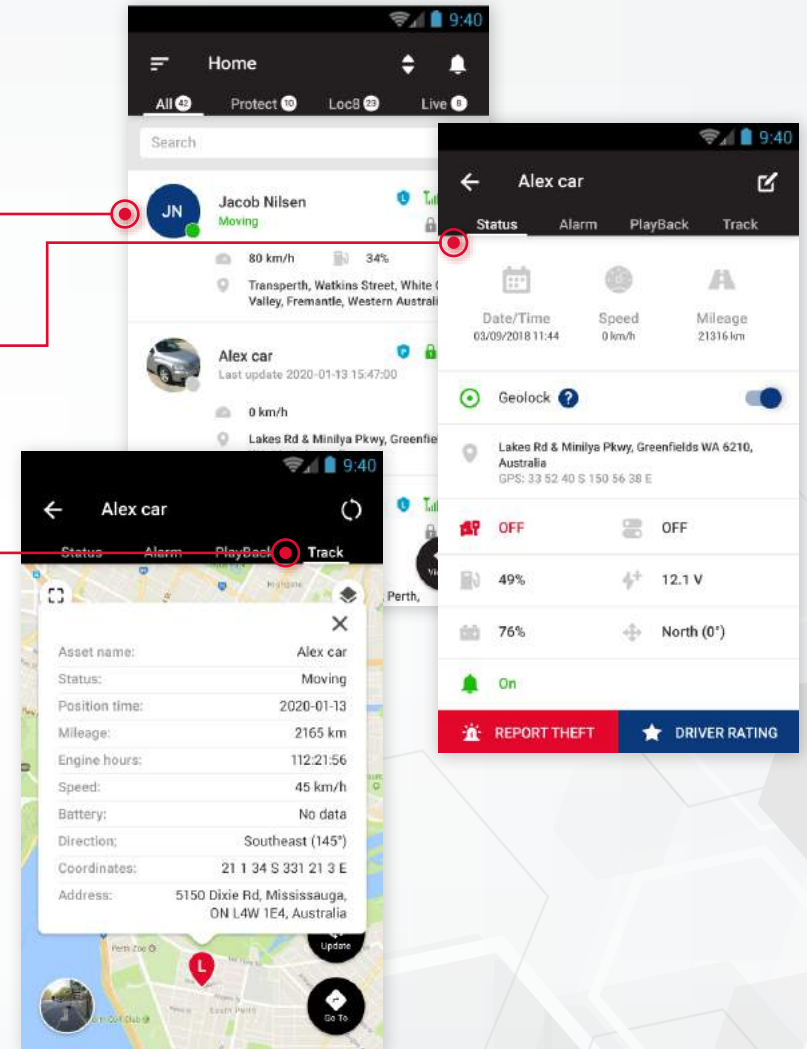 9:40
Home
All 42 Protect 10 Loc8 23 Live 8
Search
JN
Jacob Nilsen
Moving
80 km/h 34%
Transperth, Watkins Street, White
Valley, Fremantle, Western
Alex car
Last update 2020-01-13 15:47:00
0 km/h
Lakes Rd & Minilya Pkwy,
Perth,
9:40
Alex car
Status Alarm PlayBack Track
Date/Time Speed Mileage
03/09/2018 11:44 0 km/h 21316 km
Geolock ?
Lakes Rd & Minilya Pkwy, Greenfields WA 6210,
Australia
GPS: 33 52 40 S 150 56 38 E
OFF OFF
49% 12.1 V
76% North (0°)
On
REPORT THEFT DRIVER RATING
9:40
Alex car
Status Alarm PlayBack Track
Asset name: Alex car
Status: Moving
Position time: 2020-01-13
Mileage: 2165 km
Engine hours: 112:21:56
Speed: 45 km/h
Battery: No data
Direction: Southeast (145°)
Coordinates: 21 1 34 S 331 21 3 E
Address: 5150 Dixie Rd, Mississauga,
ON L4W 1E4, Australia
Update
Perth Zoo
L
South Perth
Golf Club
Go To